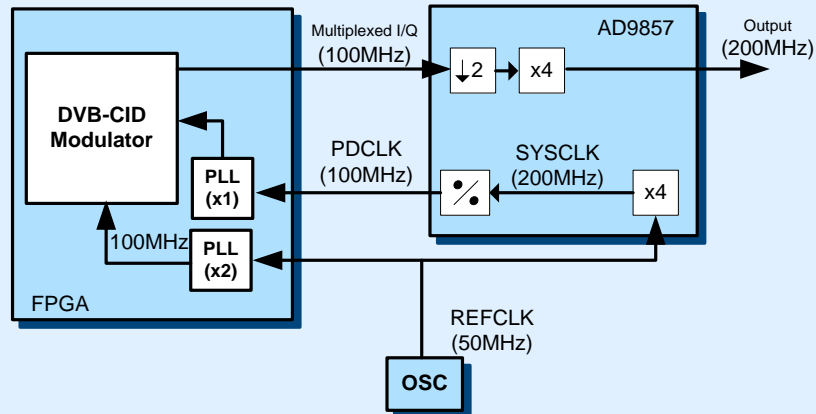 Multiplexed I/Q
(100MHz)
AD9857
Output
(200MHz)
↓2
x4
DVB-CID
Modulator
PDCLK
(100MHz)
SYSCLK
(200MHz)
PLL
(x1)
%
x4
100MHz
PLL
(x2)
FPGA
REFCLK
(50MHz)
OSC